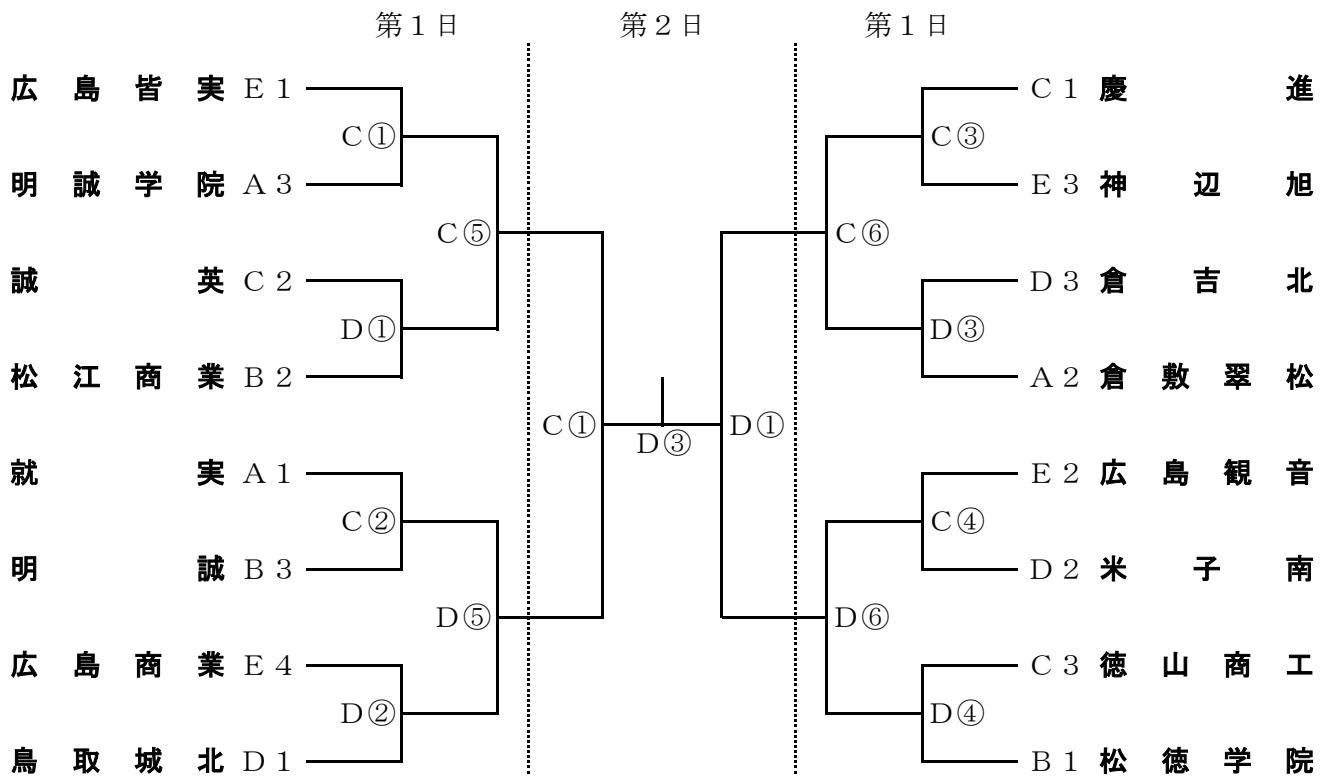 第１日 第２日 第１日
広島皆実 E1 C1 慶進
C① C③
明誠学院 A3 E3 神辺旭
C⑤ C⑥
誠英 C2 D3 倉吉北
D① D③
松江商業 B2 A2 倉敷翠松
C① D③ D①
就実 A1 E2 広島観音
C② C④
明誠 B3 D2 米子南
D⑤ D⑥
広島商業 E4 C3 徳山商工
D② D④
鳥取城北 D1 B1 松徳学院